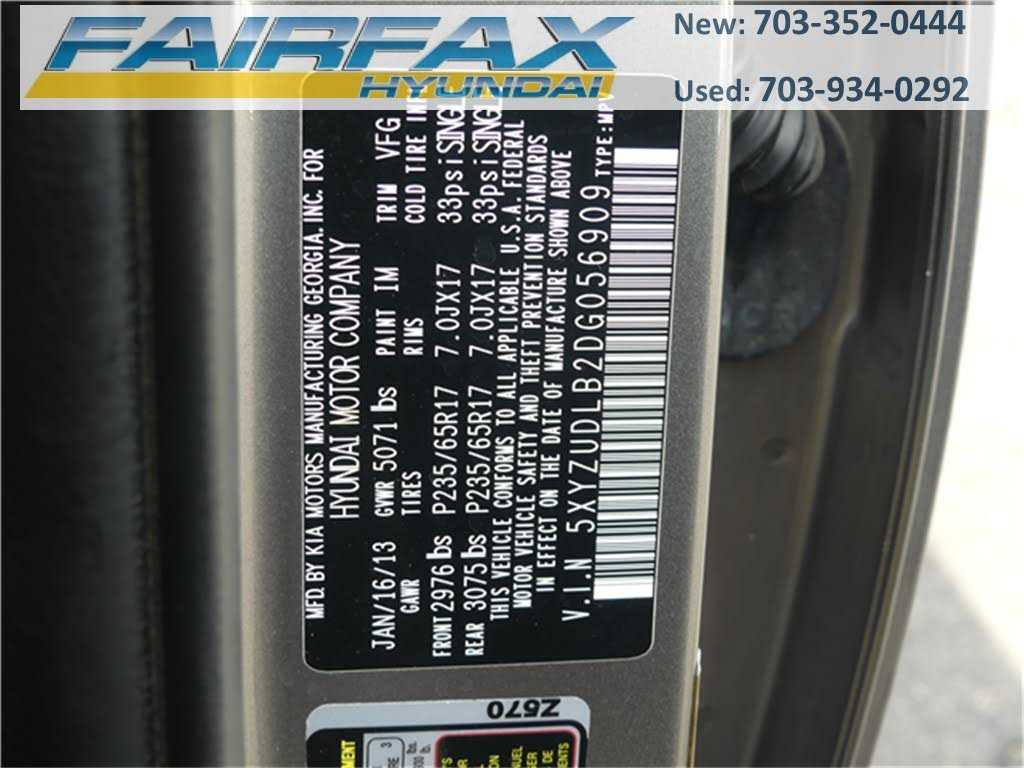 FAIRFAX
HYUNDAI
New: 703-352-0444
Used: 703-934-0292
MFD. BY KIA MOTORS MANUFACTURING GEORGIA. INC. FOR
HYUNDAI MOTOR COMPANY
JAN/16/13 GVWR 5071 lbs PAINT IM TRIM VFG
GAWR TIRES RIMS COLD TIRE
FRONT 2976 lbs P235/65R17 7.0JX17 33psi
REAR 3075 lbs P235/65R17 7.0JX17 33psi
THIS VEHICLE CONFORMS TO ALL APPLICABLE U.S.A. FEDERAL
MOTOR VEHICLE SAFETY AND THEFT PREVENTION STANDARDS
IN EFFECT ON THE DATE OF MANUFACTURE SHOWN ABOVE
V.I.N 5XYZUDLB2DG056909 TYPE:MPV
Z570